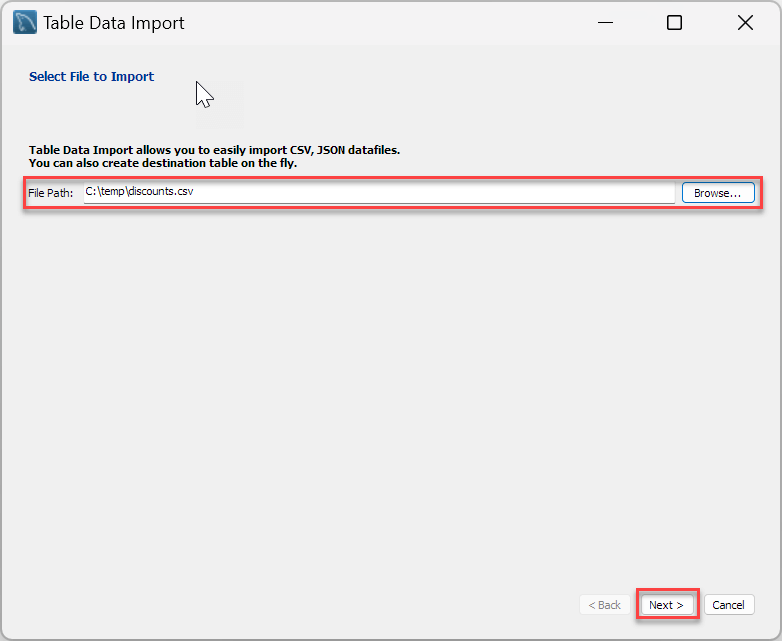 Table Data Import
Select File to Import
Table Data Import allows you to easily import CSV, JSON datafiles.
You can also create destination table on the fly.
File Path: C:\temp\discounts.csv Browse...
< Back Next > Cancel